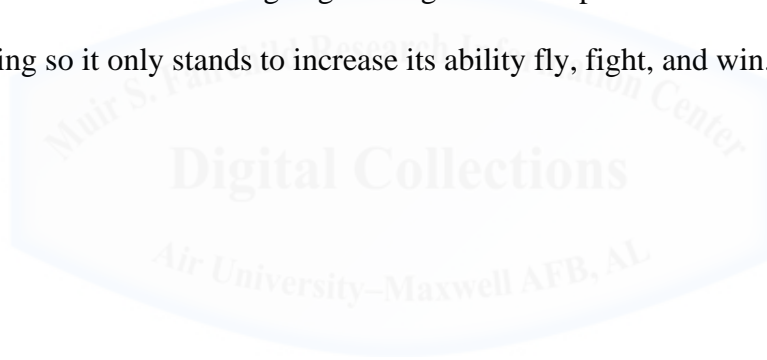 ing so it only stands to increase its ability fly, fight, and win.
Muir S. Fairchild Research Information Center
Digital Collections
Air University–Maxwell AFB, AL